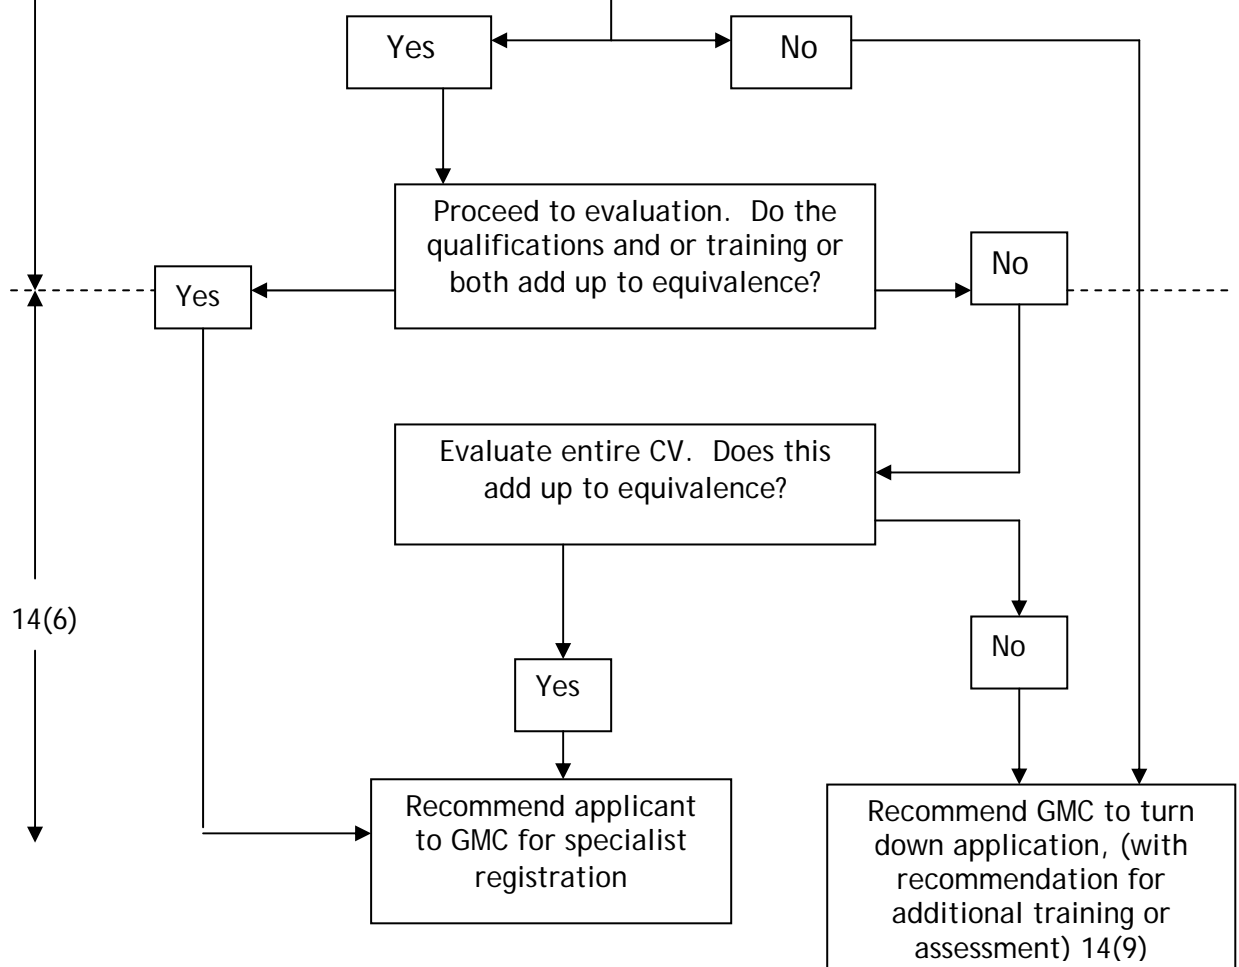 Yes
No
Proceed to evaluation.  Do the
qualifications and or training or
both add up to equivalence?
No
Yes
Evaluate entire CV.  Does this
add up to equivalence?
14(6)
No
Yes
Recommend applicant
to GMC for specialist
registration
Recommend GMC to turn
down application, (with
recommendation for
additional training or
assessment) 14(9)